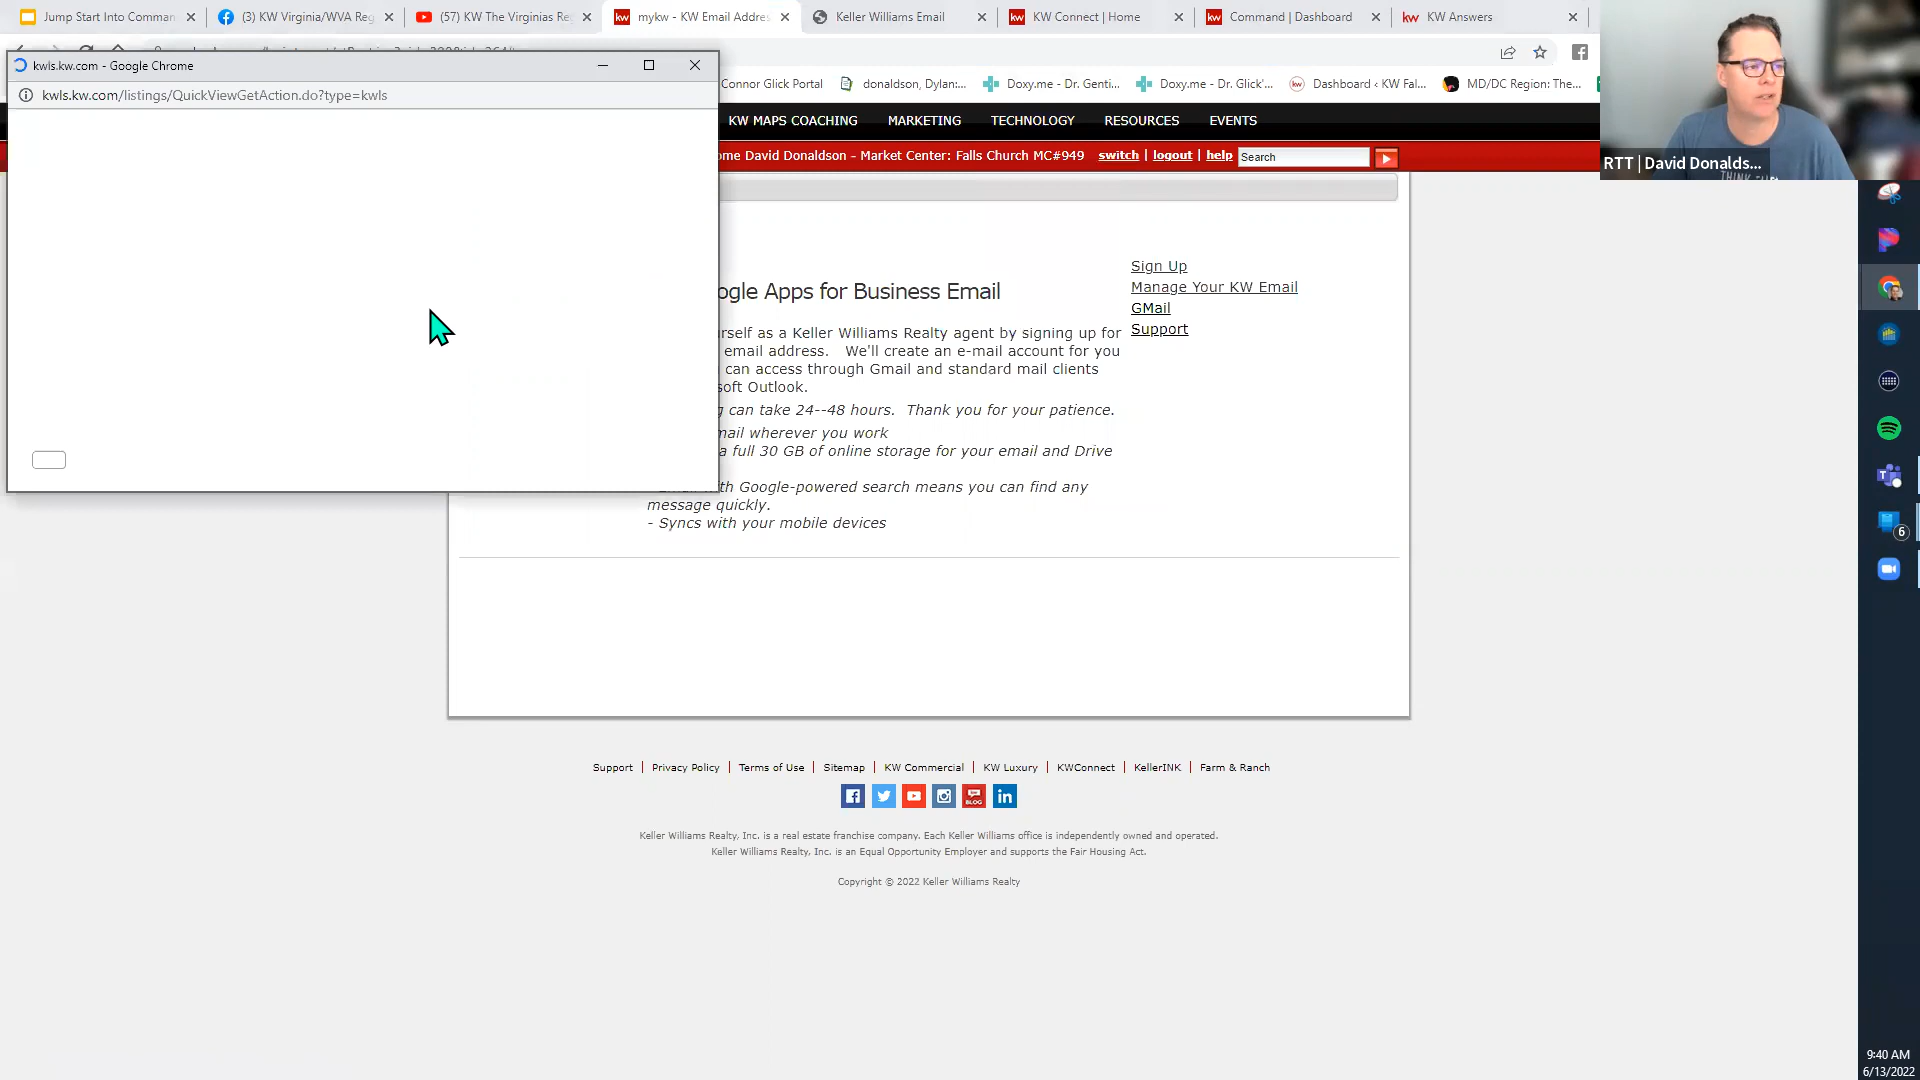 Jump Start Into Comman
(3) KW Virginia/WVA Reg
(57) KW The Virginias Re
mykw - KW Email Addre
Keller Williams Email
KW Connect | Home
Command | Dashboard
KW Answers
kwls.kw.com - Google Chrome
kwls.kw.com/listings/QuickViewGetAction.do?type=kwls
Connor Glick Portal
donaldson, Dylan:...
Doxy.me - Dr. Genti...
Doxy.me - Dr. Glick'...
Dashboard ‹ KW Fal...
MD/DC Region: The...
KW MAPS COACHING MARKETING TECHNOLOGY RESOURCES EVENTS
ome David Donaldson - Market Center: Falls Church MC#949 switch | logout | help Search
RTT | David Donalds...
Sign Up
Manage Your KW Email
GMail
Support
ogle Apps for Business Email
urself as a Keller Williams Realty agent by signing up for
email address. We'll create an e-mail account for you
can access through Gmail and standard mail clients
soft Outlook.
g can take 24--48 hours. Thank you for your patience.
mail wherever you work
a full 30 GB of online storage for your email and Drive
th Google-powered search means you can find any
message quickly.
- Syncs with your mobile devices
Support | Privacy Policy | Terms of Use | Sitemap | KW Commercial | KW Luxury | KWConnect | KellerINK | Farm & Ranch
BLOG
Keller Williams Realty, Inc. is a real estate franchise company. Each Keller Williams office is independently owned and operated.
Keller Williams Realty, Inc. is an Equal Opportunity Employer and supports the Fair Housing Act.
Copyright © 2022 Keller Williams Realty
6
9:40 AM
6/13/2022